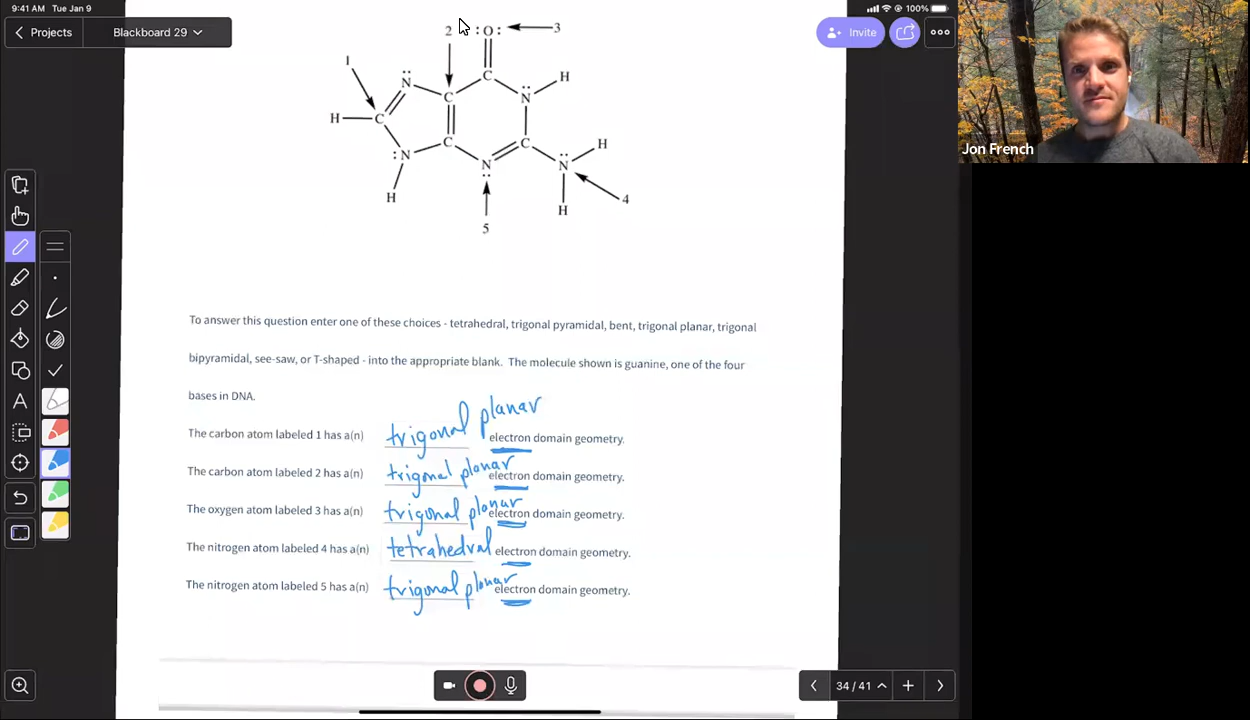 9:41 AM Tue Jan 9
100%
Projects
Blackboard 29
Invite
Jon French
2 :O: 3
1
C H
N N
C
H C H
C C
:N N N
H H 4
5
To answer this question enter one of these choices - tetrahedral, trigonal pyramidal, bent, trigonal planar, trigonal
bipyramidal, see-saw, or T-shaped - into the appropriate blank. The molecule shown is guanine, one of the four
bases in DNA.
The carbon atom labeled 1 has a(n) trigonal planar electron domain geometry.
The carbon atom labeled 2 has a(n) trigonal planar electron domain geometry.
The oxygen atom labeled 3 has a(n) trigonal planar electron domain geometry.
The nitrogen atom labeled 4 has a(n) tetrahedral electron domain geometry.
The nitrogen atom labeled 5 has a(n) trigonal planar electron domain geometry.
A
34 / 41